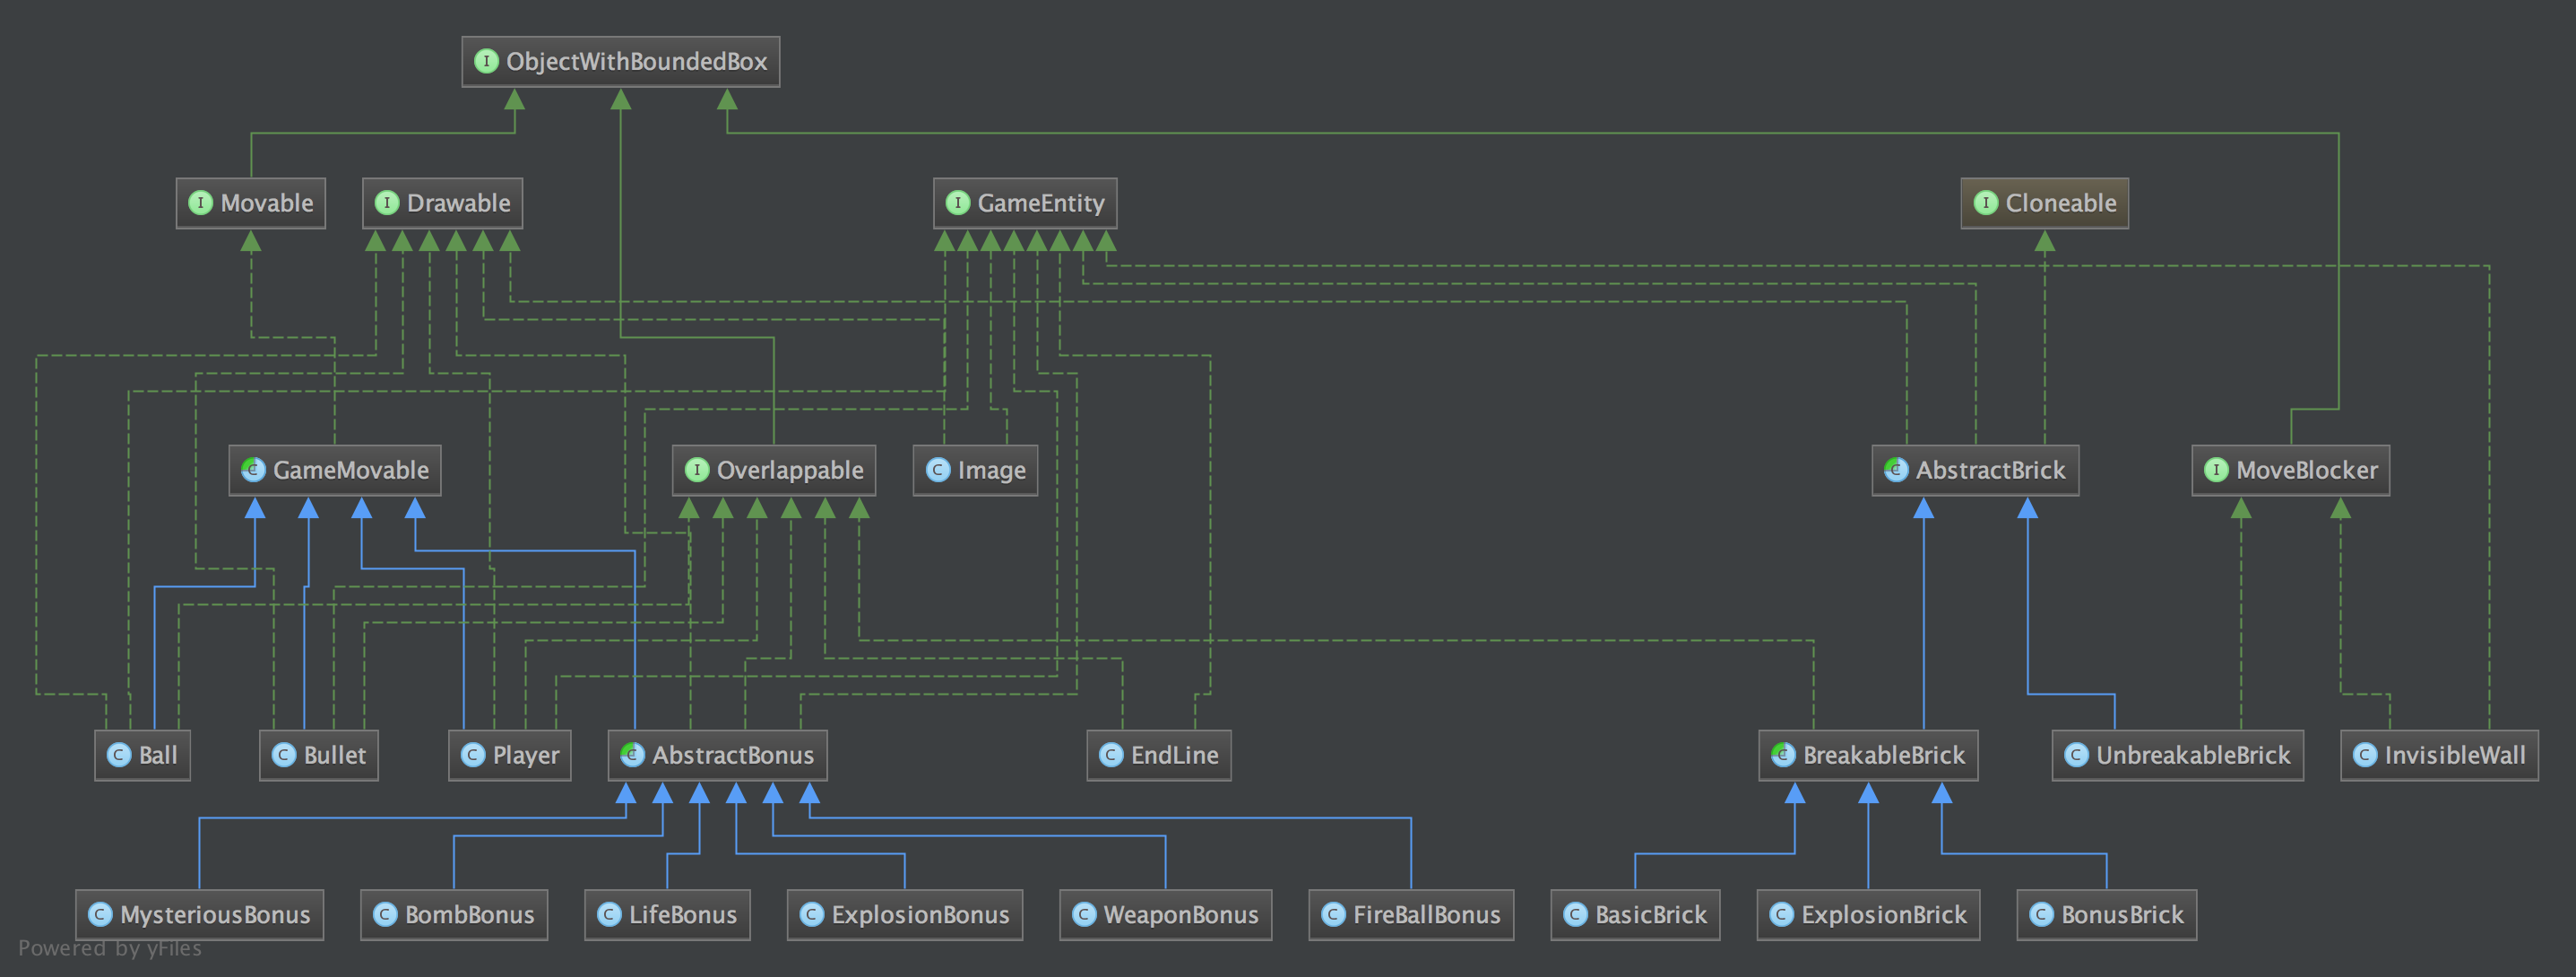 I ObjectWithBoundedBox
I Movable
I Drawable
I GameEntity
I Cloneable
C GameMovable
I Overlappable
C Image
C AbstractBrick
I MoveBlocker
C Ball
C Bullet
C Player
C AbstractBonus
C EndLine
C BreakableBrick
C UnbreakableBrick
C InvisibleWall
C MysteriousBonus
C BombBonus
C LifeBonus
C ExplosionBonus
C WeaponBonus
C FireBallBonus
C BasicBrick
C ExplosionBrick
C BonusBrick
Powered by yFiles